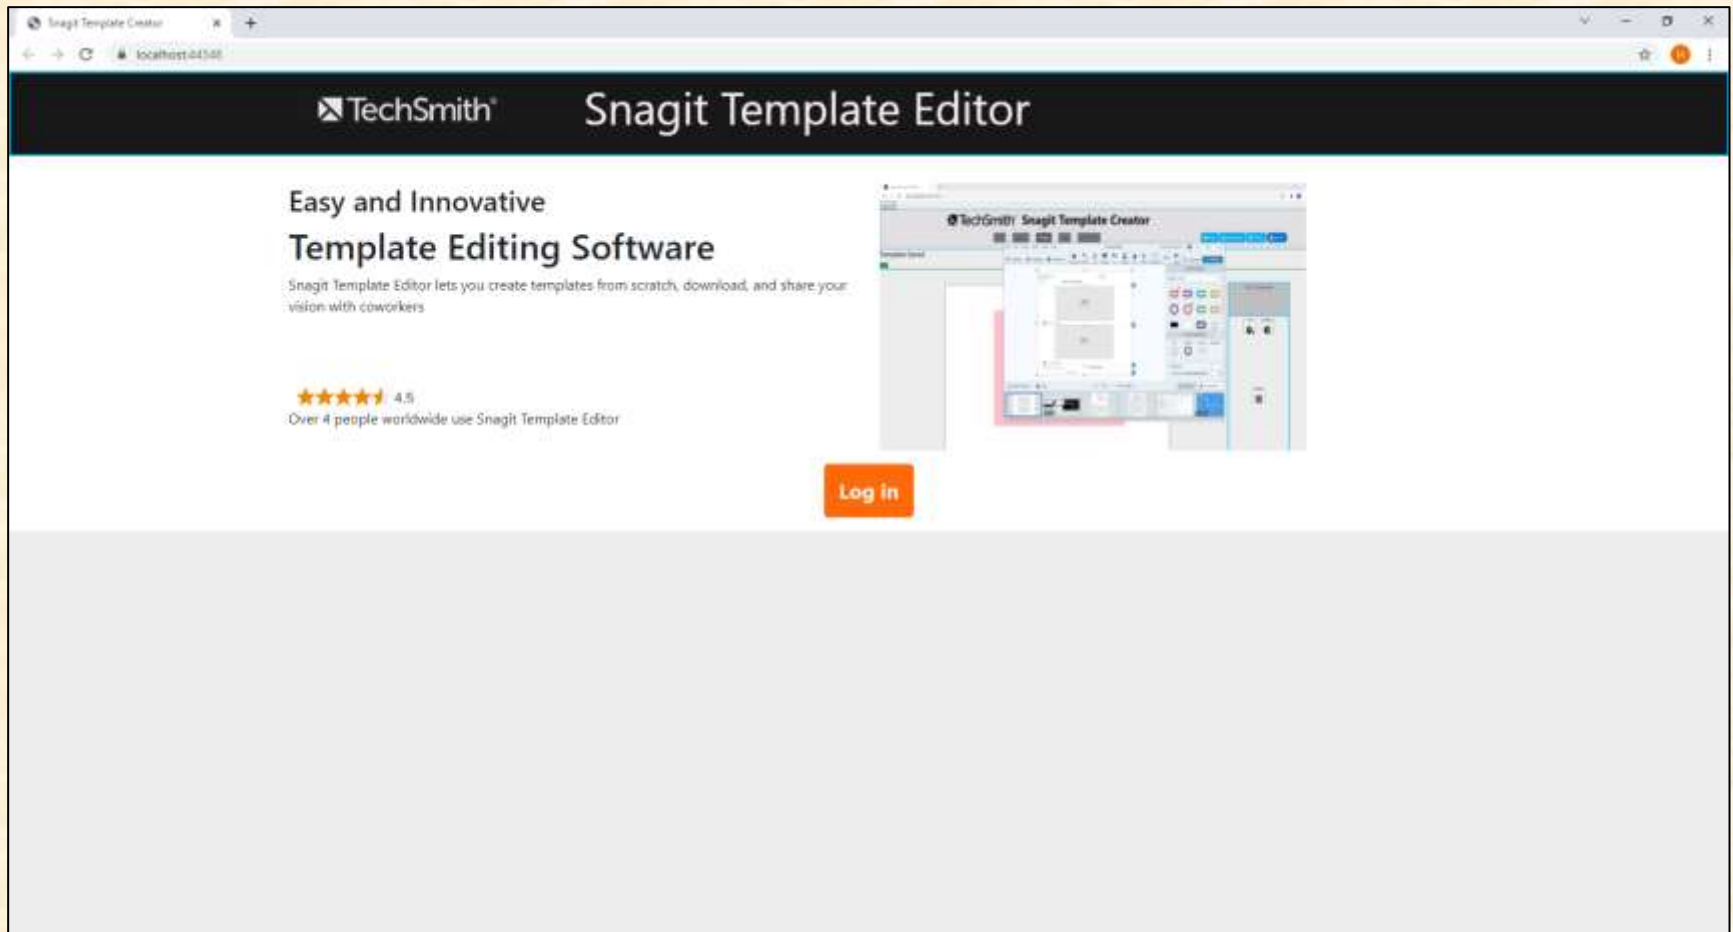 Snagit Template Creator
localhost:44348
TechSmith®
Snagit Template Editor
Easy and Innovative
Template Editing Software
Snagit Template Editor lets you create templates from scratch, download, and share your
vision with coworkers
TechSmith Snagit Template Creator
4.5
Over 4 people worldwide use Snagit Template Editor
Log in